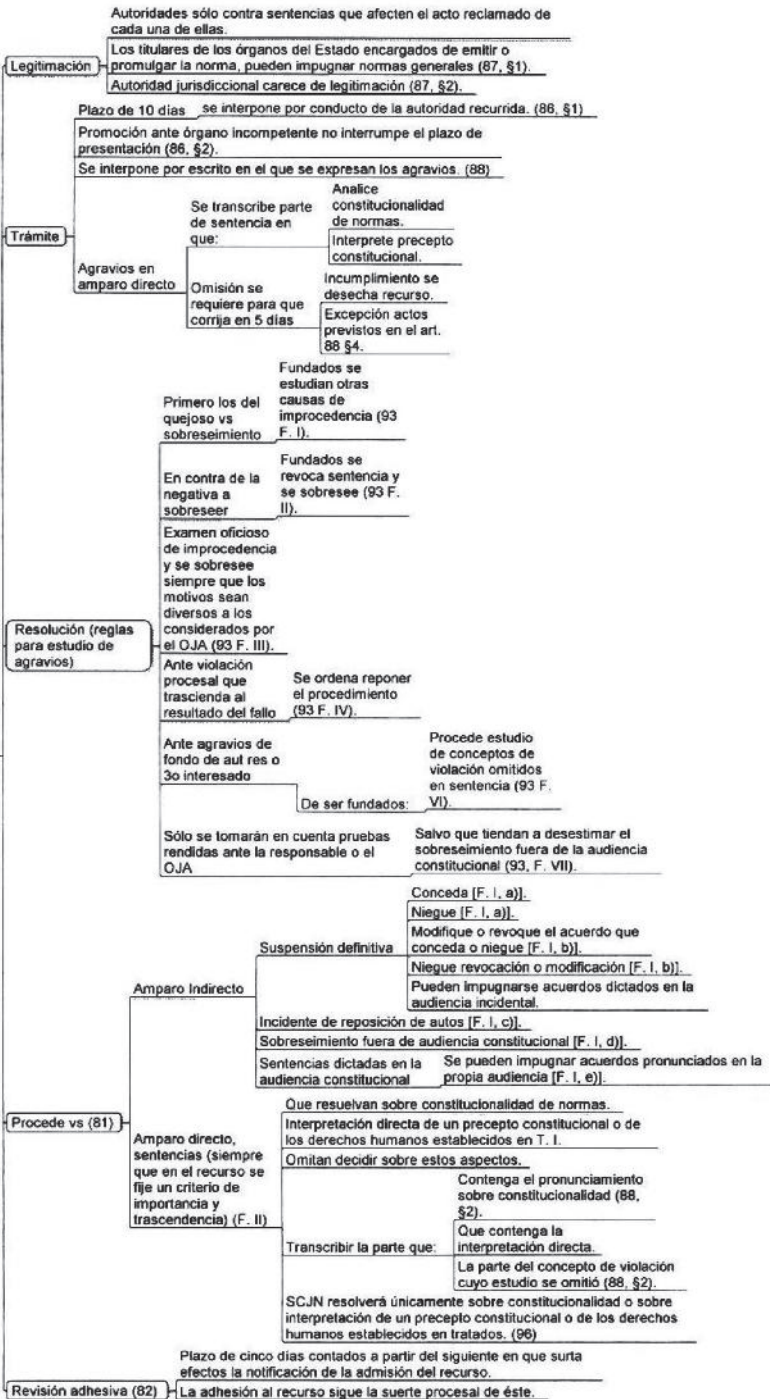 Legitimación
Autoridades sólo contra sentencias que afecten el acto reclamado de
cada una de ellas.
Los titulares de los órganos del Estado encargados de emitir o
promulgar la norma, pueden impugnar normas generales (87, §1).
Autoridad jurisdiccional carece de legitimación (87, §2).
Trámite
Plazo de 10 días
se interpone por conducto de la autoridad recurrida. (86, §1)
Promoción ante órgano incompetente no interrumpe el plazo de
presentación (86, §2).
Se interpone por escrito en el que se expresan los agravios. (88)
Agravios en
amparo directo
Se transcribe parte
de sentencia en
que:
Analice
constitucionalidad
de normas.
Interprete precepto
constitucional.
Omisión se
requiere para que
corrija en 5 días
Incumplimiento se
desecha recurso.
Excepción actos
previstos en el art.
88 §4.
Resolución (reglas
para estudio de
agravios)
Primero los del
quejoso vs
sobreseimiento
Fundados se
estudian otras
causas de
improcedencia (93
F. I).
En contra de la
negativa a
sobreseer
Fundados se
revoca sentencia y
se sobresee (93 F.
II).
Examen oficioso
de improcedencia
y se sobresee
siempre que los
motivos sean
diversos a los
considerados por
el OJA (93 F. III).
Ante violación
procesal que
trascienda al
resultado del fallo
Se ordena reponer
el procedimiento
(93 F. IV).
Ante agravios de
fondo de aut res o
3o interesado
De ser fundados:
Procede estudio
de conceptos de
violación omitidos
en sentencia (93 F.
VI).
Sólo se tomarán en cuenta pruebas
rendidas ante la responsable o el
OJA
Salvo que tiendan a desestimar el
sobreseimiento fuera de la audiencia
constitucional (93, F. VII).
Procede vs (81)
Amparo Indirecto
Suspensión definitiva
Conceda [F. I, a)].
Niegue [F. I, a)].
Modifique o revoque el acuerdo que
conceda o niegue [F. I, b)].
Niegue revocación o modificación [F. I, b)].
Pueden impugnarse acuerdos dictados en la
audiencia incidental.
Incidente de reposición de autos [F. I, c)].
Sobreseimiento fuera de audiencia constitucional [F. I, d)].
Sentencias dictadas en la
audiencia constitucional
Se pueden impugnar acuerdos pronunciados en la
propia audiencia [F. I, e)].
Amparo directo,
sentencias (siempre
que en el recurso se
fije un criterio de
importancia y
trascendencia) (F. II)
Que resuelvan sobre constitucionalidad de normas.
Interpretación directa de un precepto constitucional o de
los derechos humanos establecidos en T. I.
Omitan decidir sobre estos aspectos.
Transcribir la parte que:
Contenga el pronunciamiento
sobre constitucionalidad (88,
§2).
Que contenga la
interpretación directa.
La parte del concepto de violación
cuyo estudio se omitió (88, §2).
SCJN resolverá únicamente sobre constitucionalidad o sobre
interpretación de un precepto constitucional o de los derechos
humanos establecidos en tratados. (96)
Revisión adhesiva (82)
Plazo de cinco días contados a partir del siguiente en que surta
efectos la notificación de la admisión del recurso.
La adhesión al recurso sigue la suerte procesal de éste.